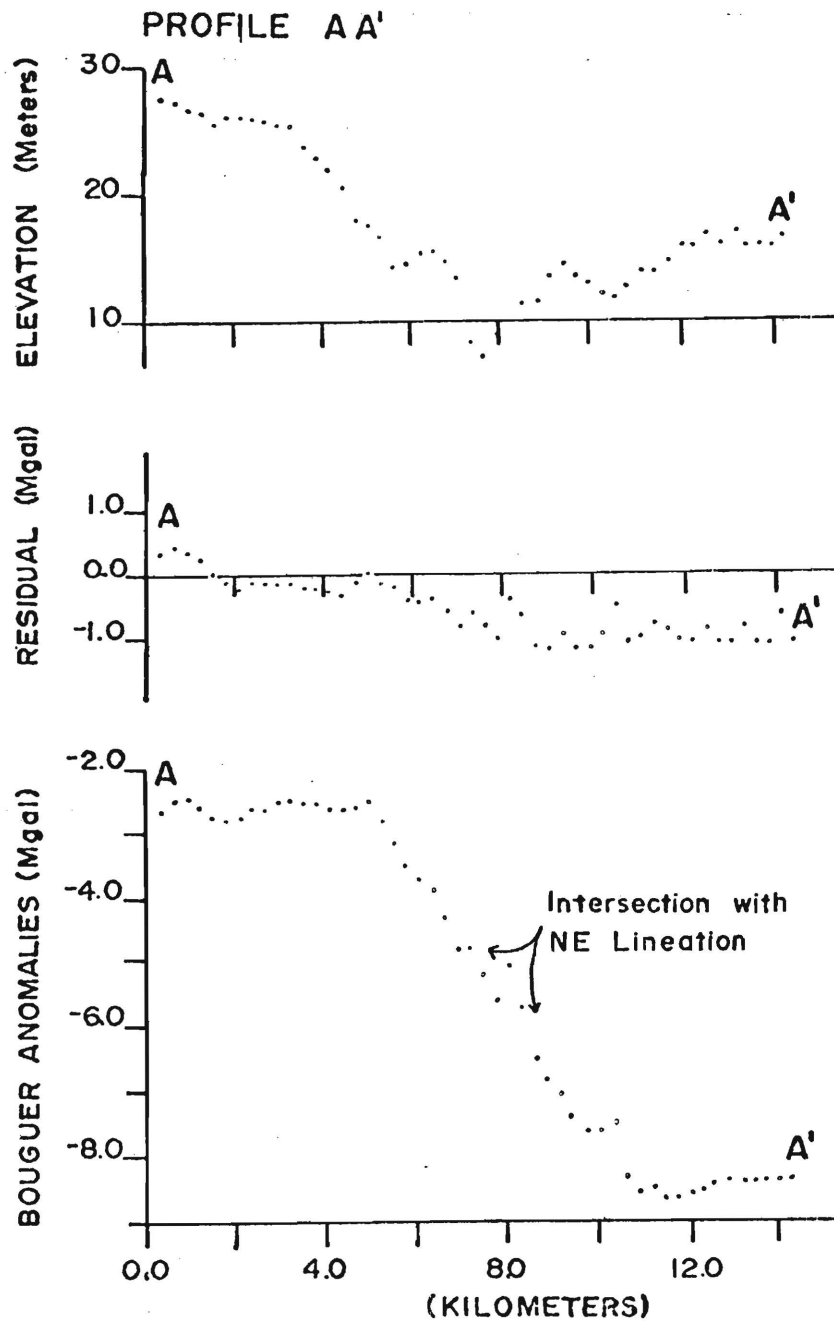 PROFILE AA'
ELEVATION (Meters)
30
20
10
A
A'
RESIDUAL (Mgal)
1.0
0.0
-1.0
A
A'
BOUGUER ANOMALIES (Mgal)
-2.0
-4.0
-6.0
-8.0
A
Intersection with
NE Lineation
A'
0.0 4.0 8.0 12.0
(KILOMETERS)